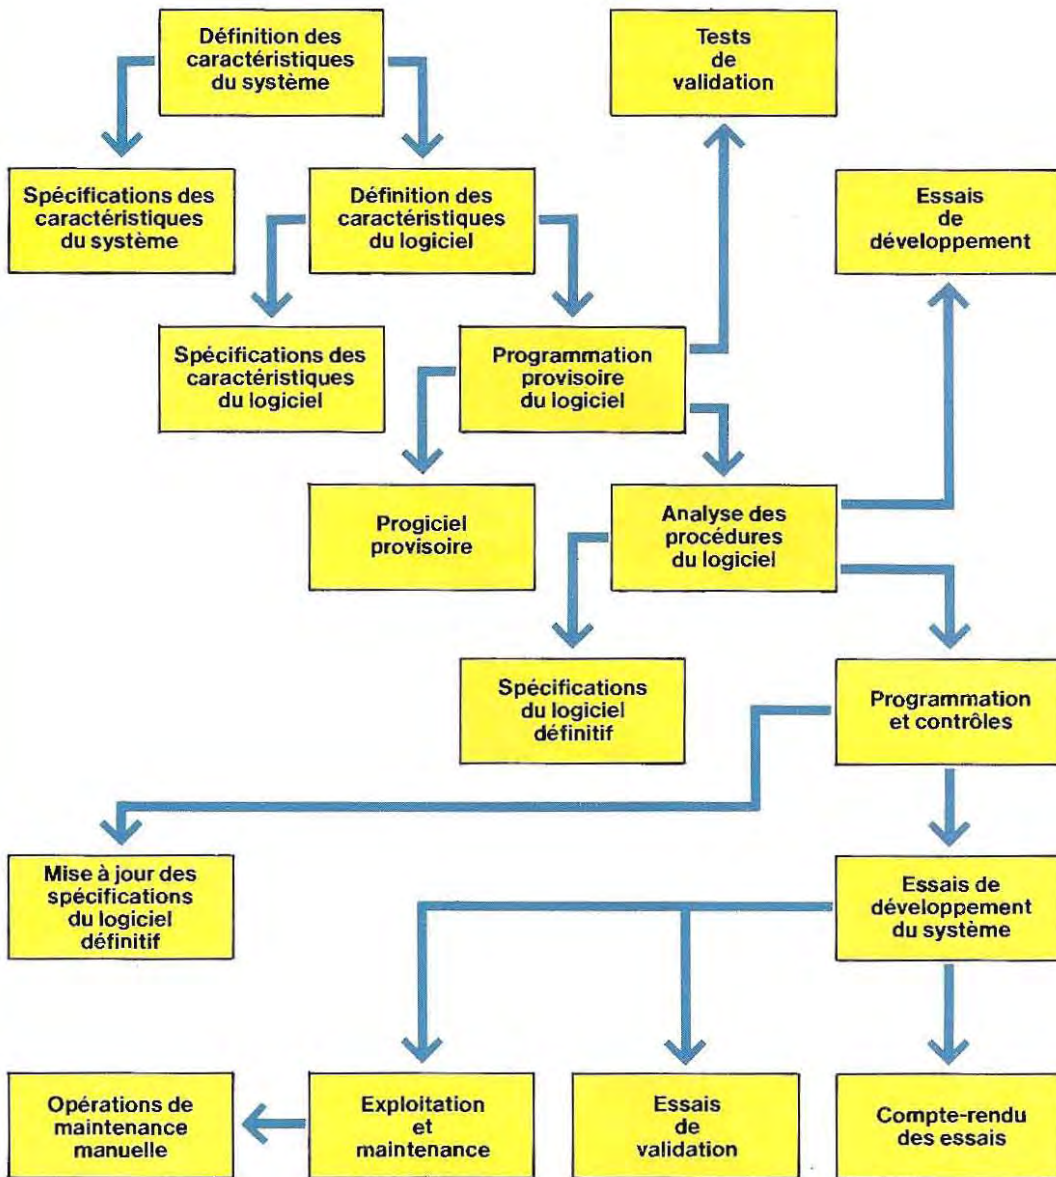 Définition des
caractéristiques
du système
Tests
de
validation
Spécifications des
caractéristiques
du système
Définition des
caractéristiques
du logiciel
Essais
de
développement
Spécifications des
caractéristiques
du logiciel
Programmation
provisoire
du logiciel
Progiciel
provisoire
Analyse des
procédures
du logiciel
Spécifications
du logiciel
définitif
Programmation
et contrôles
Mise à jour des
spécifications
du logiciel
définitif
Essais de
développement
du système
Opérations de
maintenance
manuelle
Exploitation
et
maintenance
Essais
de
validation
Compte-rendu
des essais